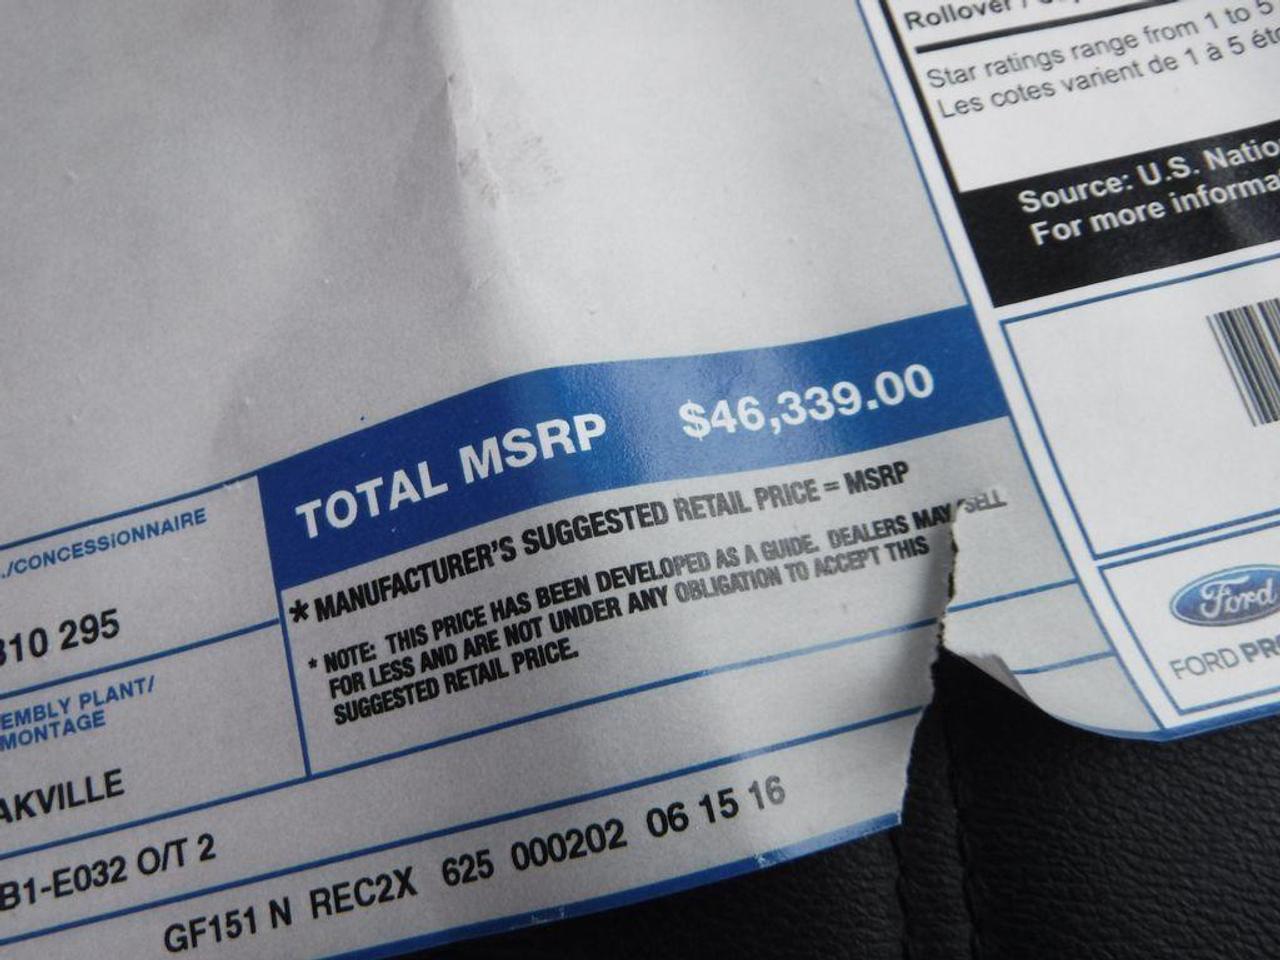 Rollover /
Star ratings range from 1 to 5
Les cotes varient de 1 à 5
Source: U.S.
For more
TOTAL MSRP $46,339.00
* MANUFACTURER'S SUGGESTED RETAIL PRICE = MSRP
* NOTE: THIS PRICE HAS BEEN DEVELOPED AS A GUIDE. DEALERS MAY SELL
FOR LESS AND ARE NOT UNDER ANY OBLIGATION TO ACCEPT THIS
SUGGESTED RETAIL PRICE.
./CONCESSIONNAIRE
310 295
EMBLY PLANT/
MONTAGE
AKVILLE
B1-E032 O/T 2
GF151 N REC2X 625 000202 06 15 16
Ford
FORD